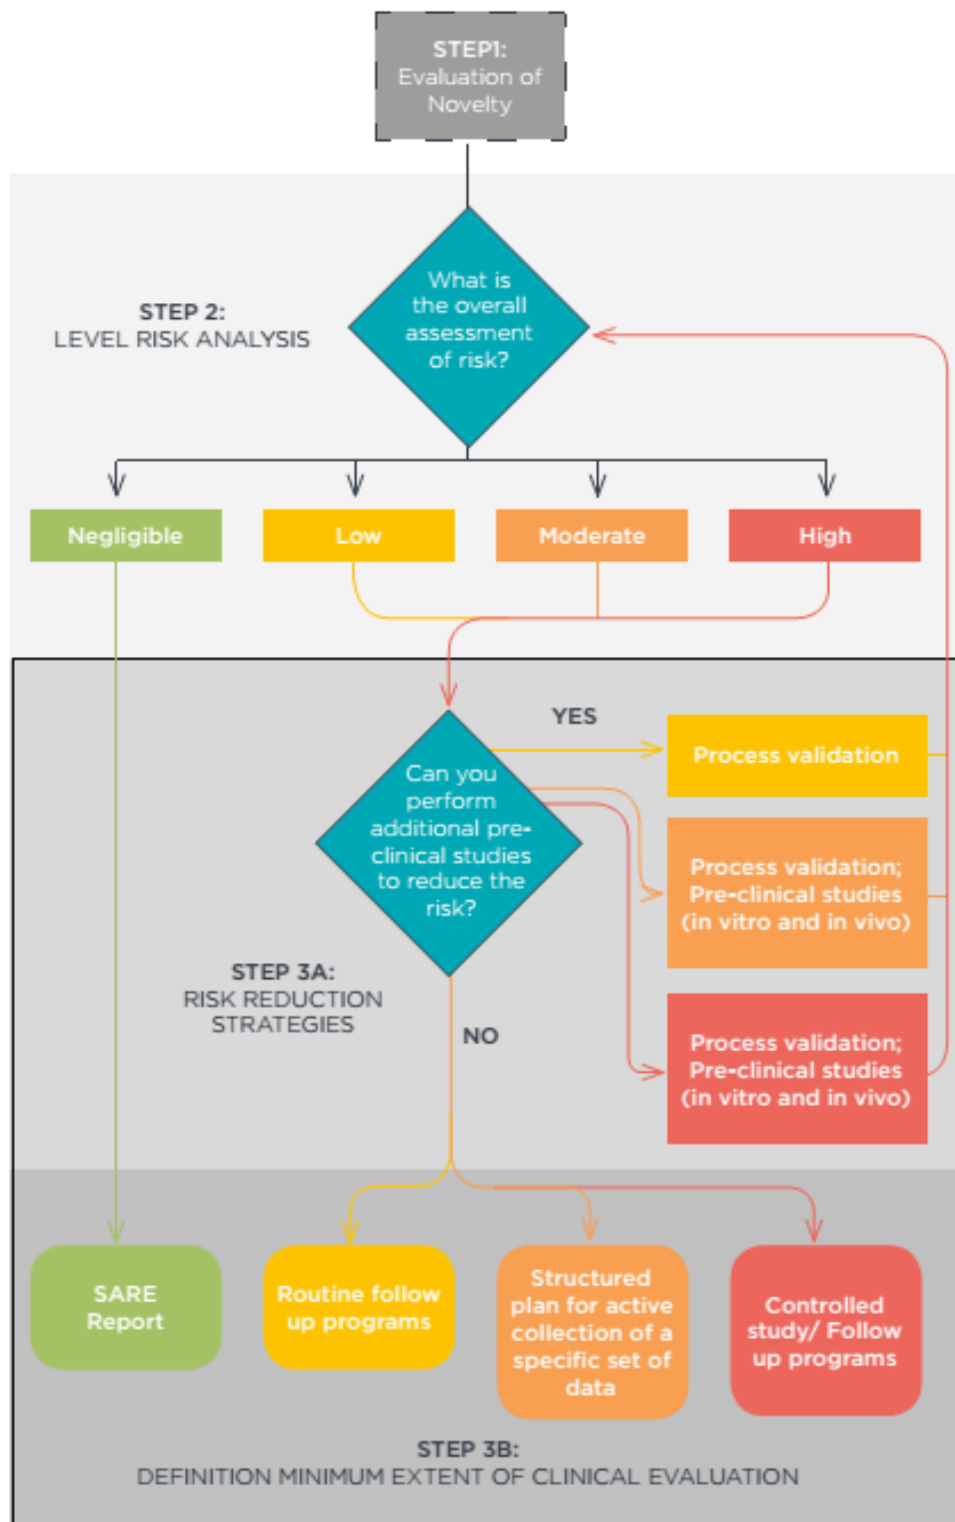 STEP1:
Evaluation of
Novelty
What is
the overall
assessment
of risk?
STEP 2:
LEVEL RISK ANALYSIS
Negligible
Low
Moderate
High
YES
Process validation
Can you
perform
additional pre-
clinical studies
to reduce the
risk?
Process validation;
Pre-clinical studies
(in vitro and in vivo)
STEP 3A:
RISK REDUCTION
STRATEGIES
NO
Process validation;
Pre-clinical studies
(in vitro and in vivo)
SARE
Report
Routine follow
up programs
Structured
plan for active
collection of a
specific set of
data
Controlled
study/ Follow
up programs
STEP 3B:
DEFINITION MINIMUM EXTENT OF CLINICAL EVALUATION